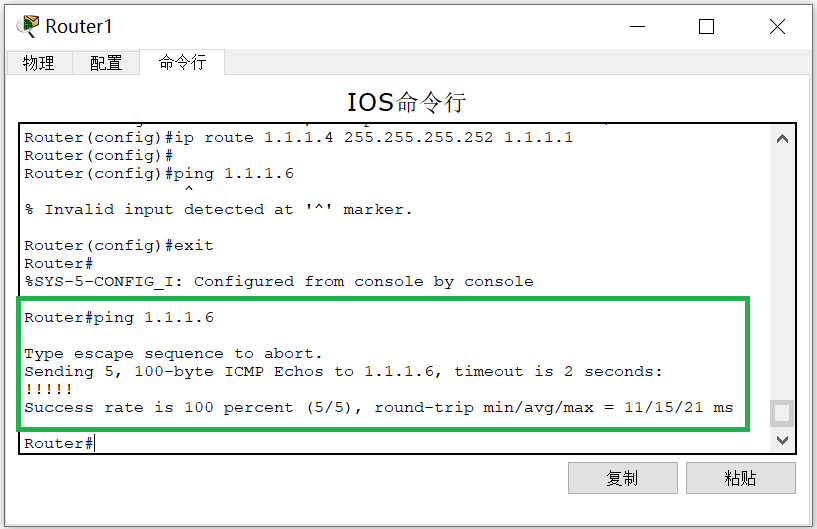 Router1
物理 配置 命令行
IOS命令行
Router(config)#ip route 1.1.1.4 255.255.255.252 1.1.1.1
Router(config)#
Router(config)#ping 1.1.1.6
^
% Invalid input detected at '^' marker.
Router(config)#exit
Router#
%SYS-5-CONFIG_I: Configured from console by console
Router#ping 1.1.1.6
Type escape sequence to abort.
Sending 5, 100-byte ICMP Echos to 1.1.1.6, timeout is 2 seconds:
!!!!!
Success rate is 100 percent (5/5), round-trip min/avg/max = 11/15/21 ms
Router#
复制 粘贴